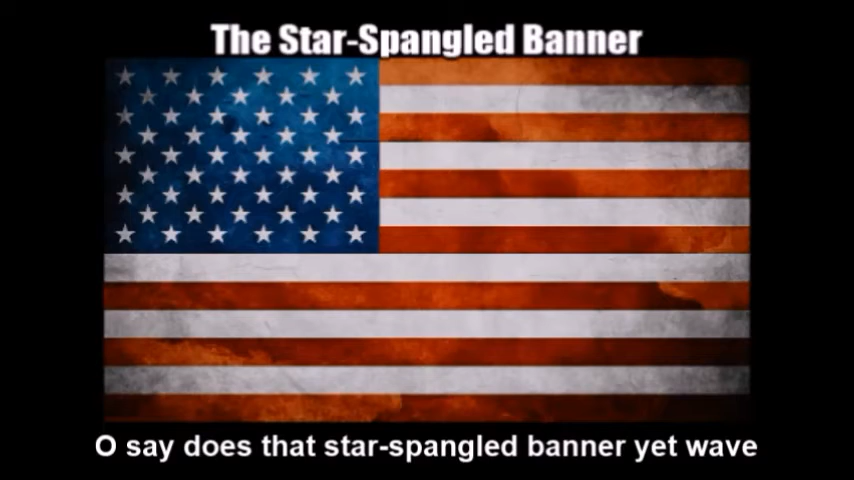 The Star-Spangled Banner
O say does that star-spangled banner yet wave